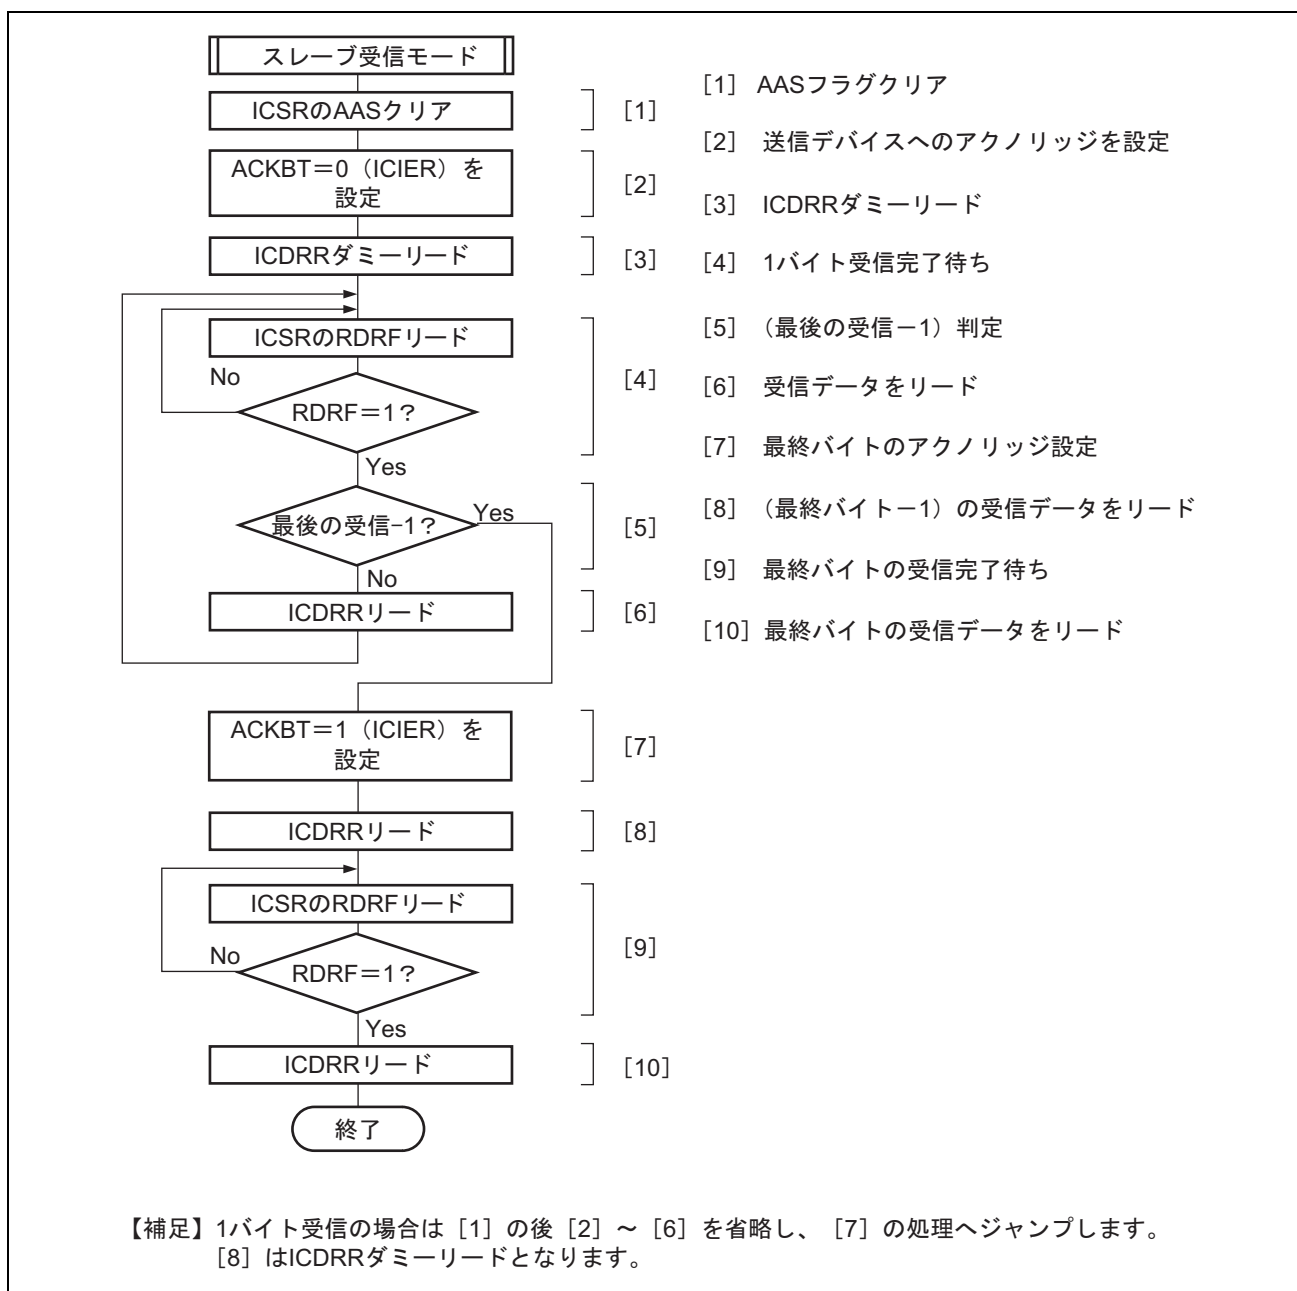 スレーブ受信モード
ICSRのAASクリア
[1]
ACKBT=0（ICIER）を
設定
[2]
ICDRRダミーリード
[3]
ICSRのRDRFリード
No
RDRF=1?
[4]
Yes
最後の受信-1?
Yes
[5]
No
ICDRRリード
[6]
ACKBT=1（ICIER）を
設定
[7]
ICDRRリード
[8]
ICSRのRDRFリード
No
RDRF=1?
[9]
Yes
ICDRRリード
[10]
終了
[1] AASフラグクリア
[2] 送信デバイスへのアクノリッジを設定
[3] ICDRRダミーリード
[4] 1バイト受信完了待ち
[5]（最後の受信－1）判定
[6] 受信データをリード
[7] 最終バイトのアクノリッジ設定
[8]（最終バイト－1）の受信データをリード
[9] 最終バイトの受信完了待ち
[10] 最終バイトの受信データをリード
【補足】1バイト受信の場合は［1］の後［2］～［6］を省略し、［7］の処理へジャンプします。
［8］はICDRRダミーリードとなります。